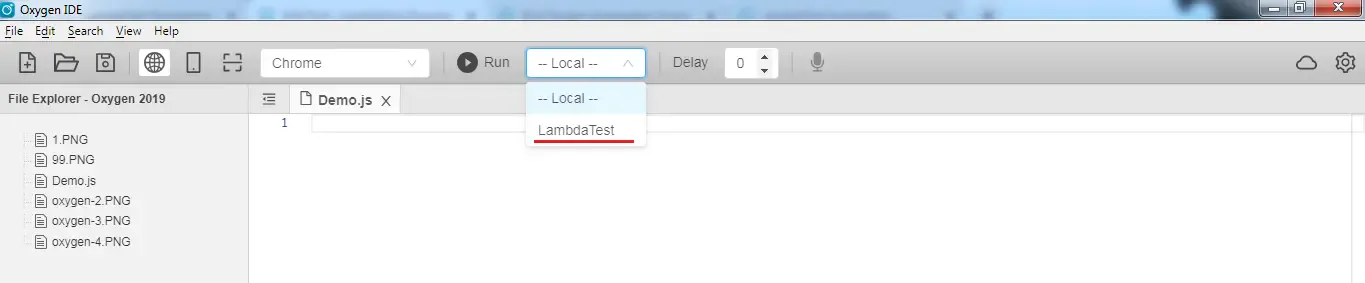 Oxygen IDE
File Edit Search View Help
Chrome Run -- Local -- Delay 0
-- Local --
LambdaTest
File Explorer - Oxygen 2019
1.PNG
99.PNG
Demo.js
oxygen-2.PNG
oxygen-3.PNG
oxygen-4.PNG
Demo.js X
1